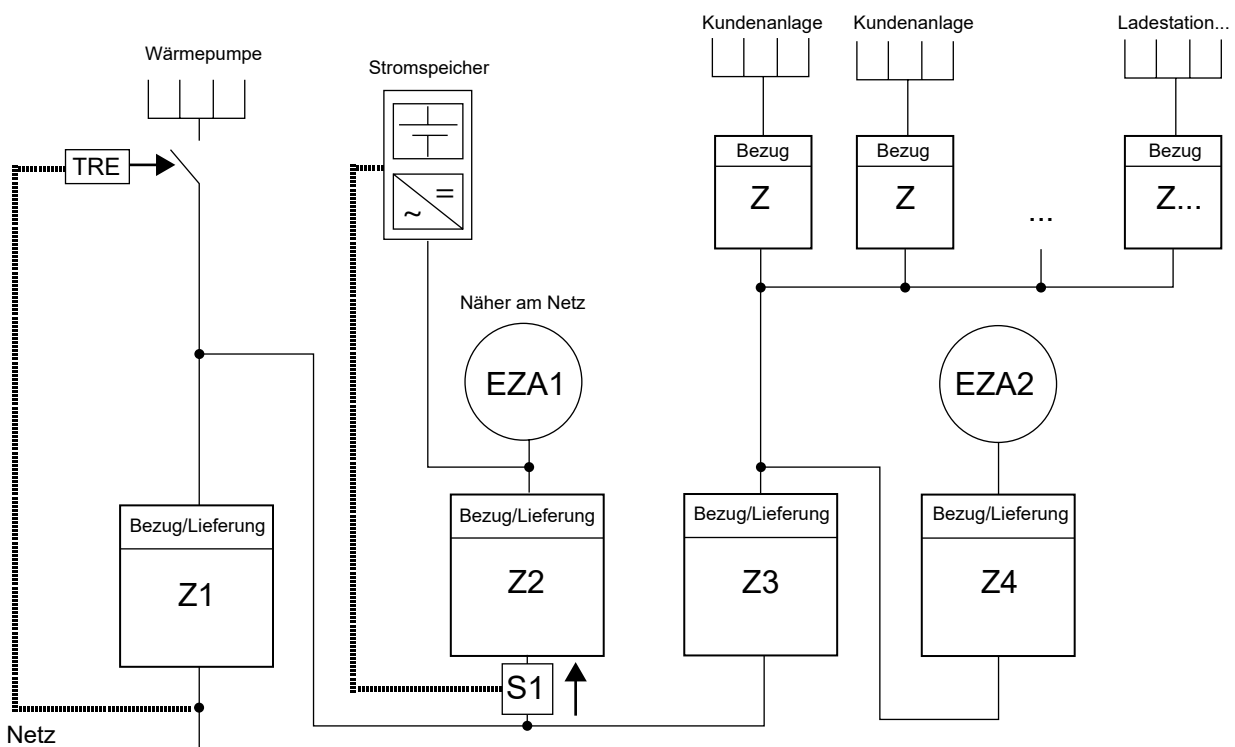 Kundenanlage
Kundenanlage
Ladestation...
Wärmepumpe
Stromspeicher
TRE
=
~
Bezug
Z
Bezug
Z
...
Bezug
Z...
Näher am Netz
EZA1
EZA2
Bezug/Lieferung
Z1
Bezug/Lieferung
Z2
Bezug/Lieferung
Z3
Bezug/Lieferung
Z4
S1
Netz